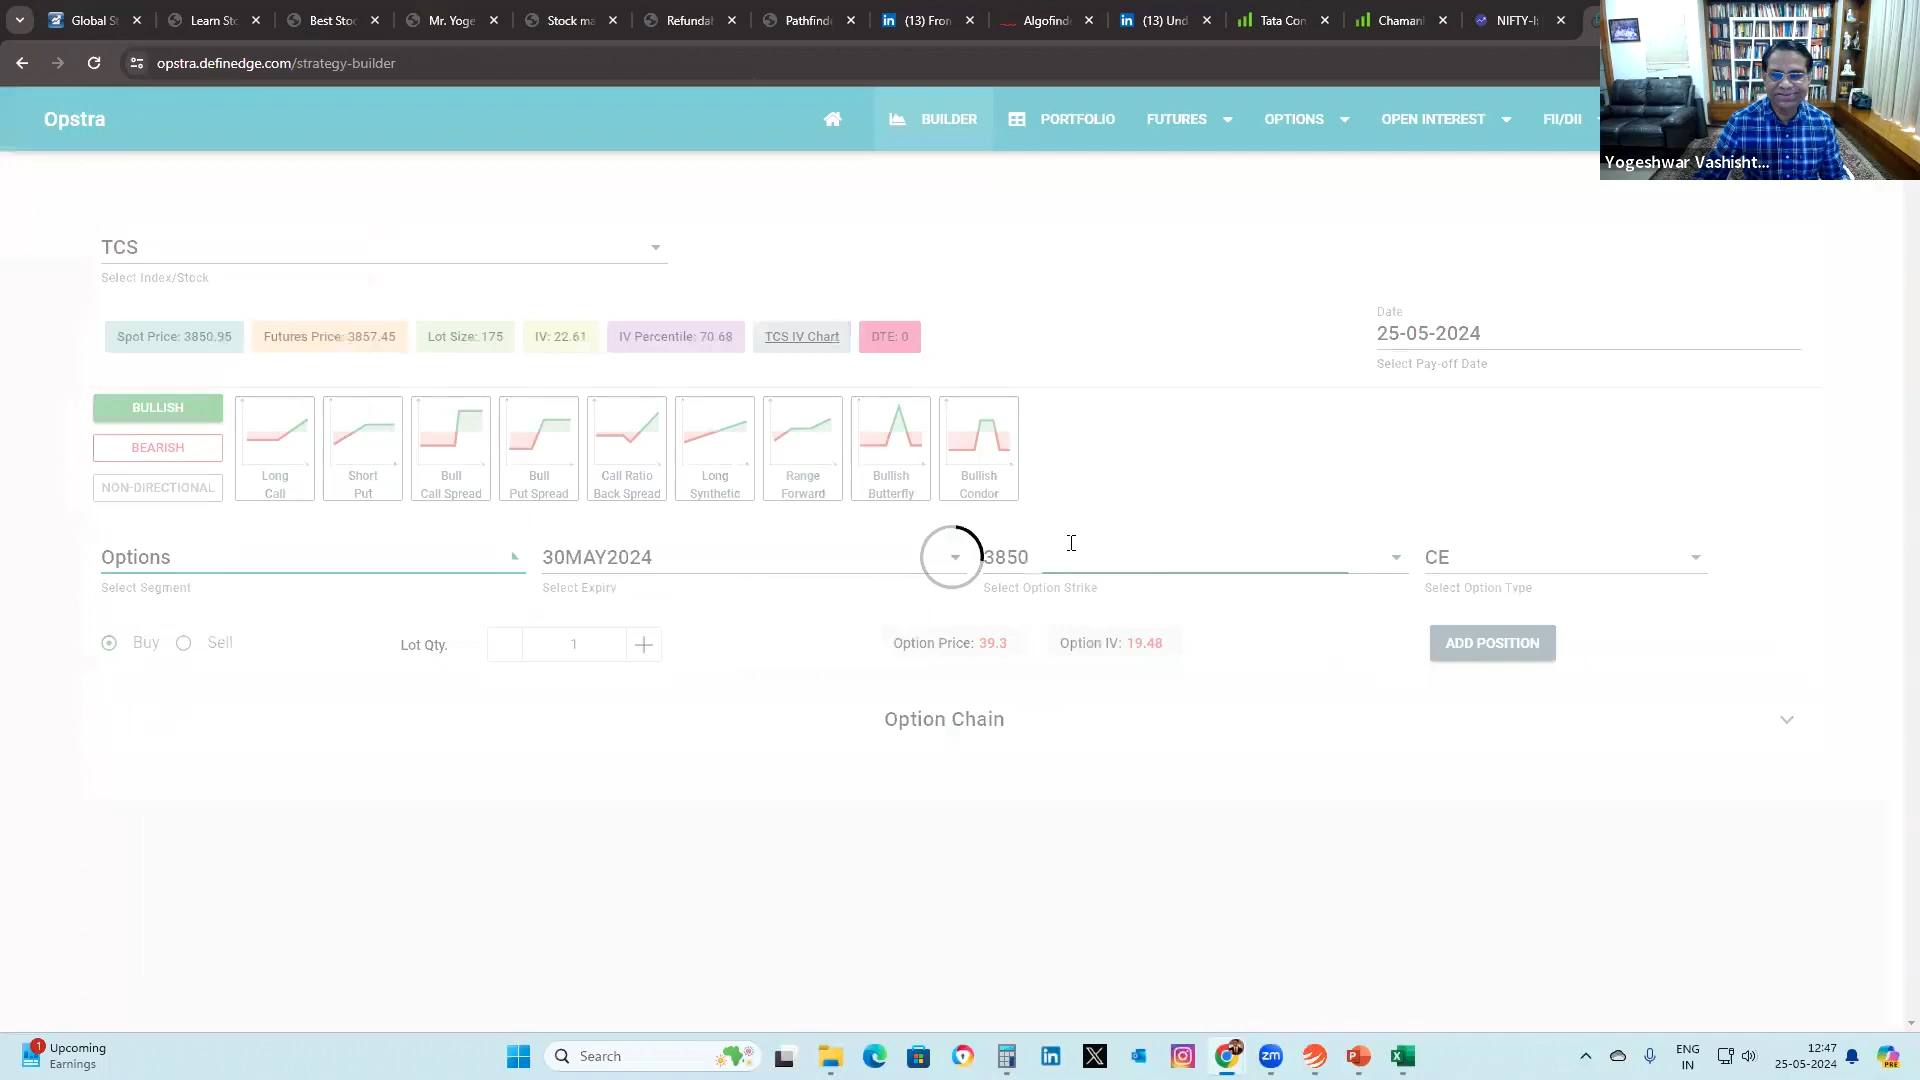 Global S
Learn Sto
Best Stoc
Mr. Yoge
Stock ma
Refundal
Pathfinde
(13) Fron
Algofinde
(13) Und
Tata Con
Chaman
NIFTY-I
opstra.definedge.com/strategy-builder
Yogeshwar Vashisht...
Opstra
BUILDER
PORTFOLIO
FUTURES
OPTIONS
OPEN INTEREST
FII/DII
TCS
Select Index/Stock
Spot Price: 3850.95
Futures Price: 3857.45
Lot Size: 175
IV: 22.61
IV Percentile: 70.68
TCS IV Chart
DTE: 0
Date
25-05-2024
Select Pay-off Date
BULLISH
BEARISH
NON-DIRECTIONAL
Long
Call
Short
Put
Bull
Call Spread
Bull
Put Spread
Call Ratio
Back Spread
Long
Synthetic
Range
Forward
Bullish
Butterfly
Bullish
Condor
Options
Select Segment
30MAY2024
Select Expiry
3850
Select Option Strike
CE
Select Option Type
Buy
Sell
Lot Qty.
1
Option Price: 39.3
Option IV: 19.48
ADD POSITION
Option Chain
1
Upcoming
Earnings
Search
zm
ENG
IN
12:47
25-05-2024
PRE